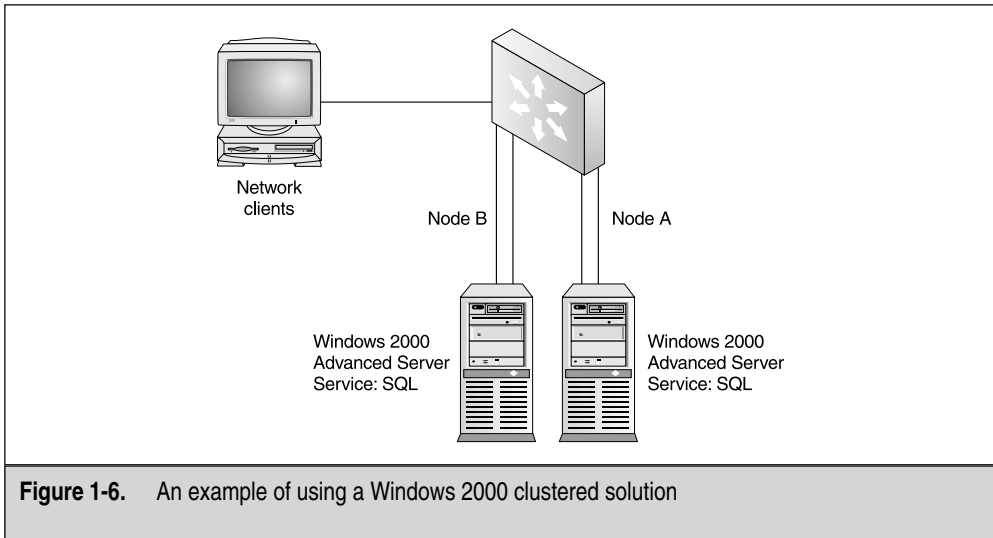 Network
clients
Node B
Node A
Windows 2000
Advanced Server
Service: SQL
Windows 2000
Advanced Server
Service: SQL
Figure 1-6. An example of using a Windows 2000 clustered solution